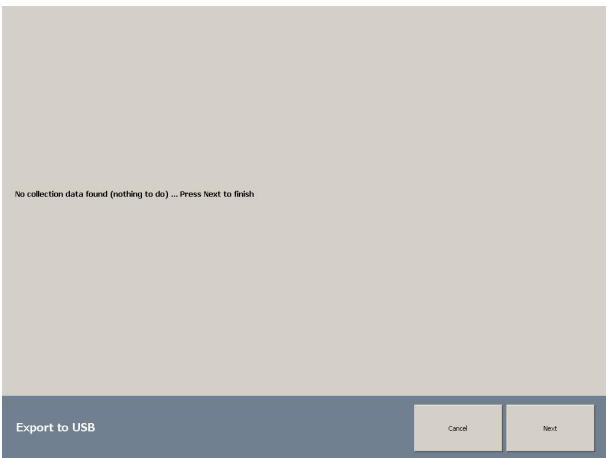 No collection data found (nothing to do) ... Press Next to finish
Export to USB
Cancel
Next